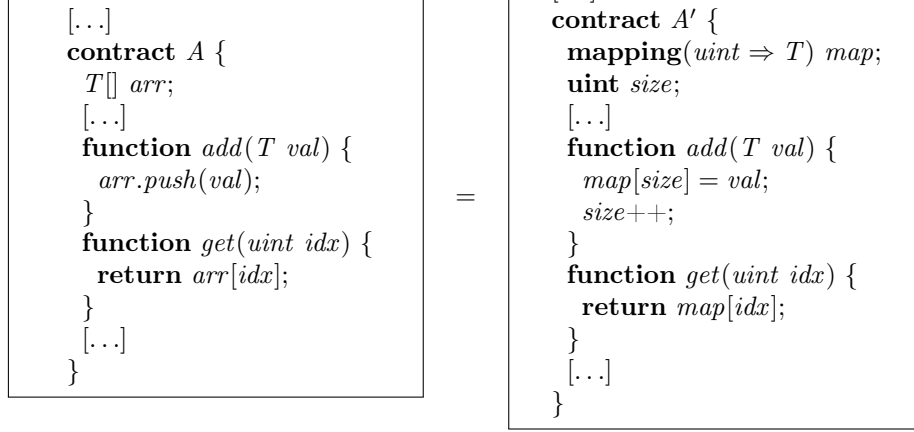 […]
contract A {
T[] arr;
[…]
function add(T val) {
arr.push(val);
}
function get(uint idx) {
return arr[idx];
}
[…]
}
=
contract A′ {
mapping(uint ⇒ T) map;
uint size;
[…]
function add(T val) {
map[size] = val;
size++;
}
function get(uint idx) {
return map[idx];
}
[…]
}